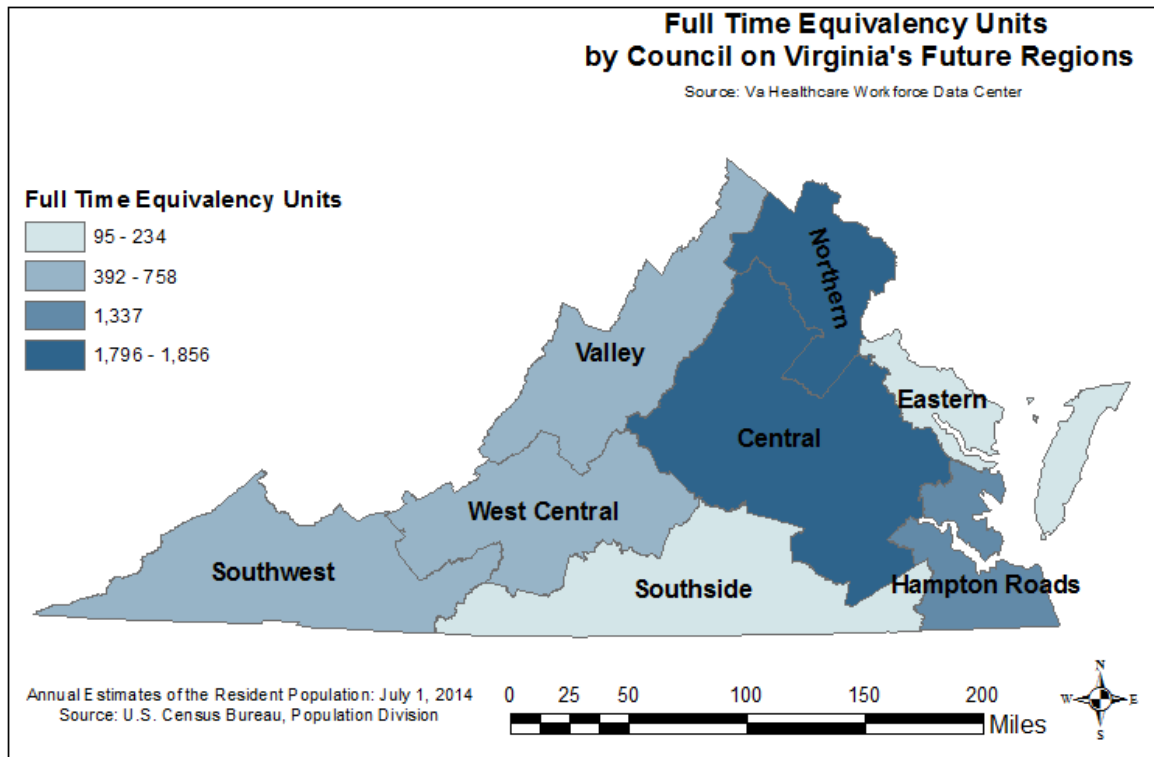 Full Time Equivalency Units
by Council on Virginia's Future Regions
Source: Va Healthcare Workforce Data Center
Full Time Equivalency Units
95 - 234
392 - 758
1,337
1,796 - 1,856
Northern
Valley
Eastern
Central
West Central
Southwest
Southside
Hampton Roads
Annual Estimates of the Resident Population: July 1, 2014
Source: U.S. Census Bureau, Population Division
0 25 50 100 150 200
Miles
N
W E
S